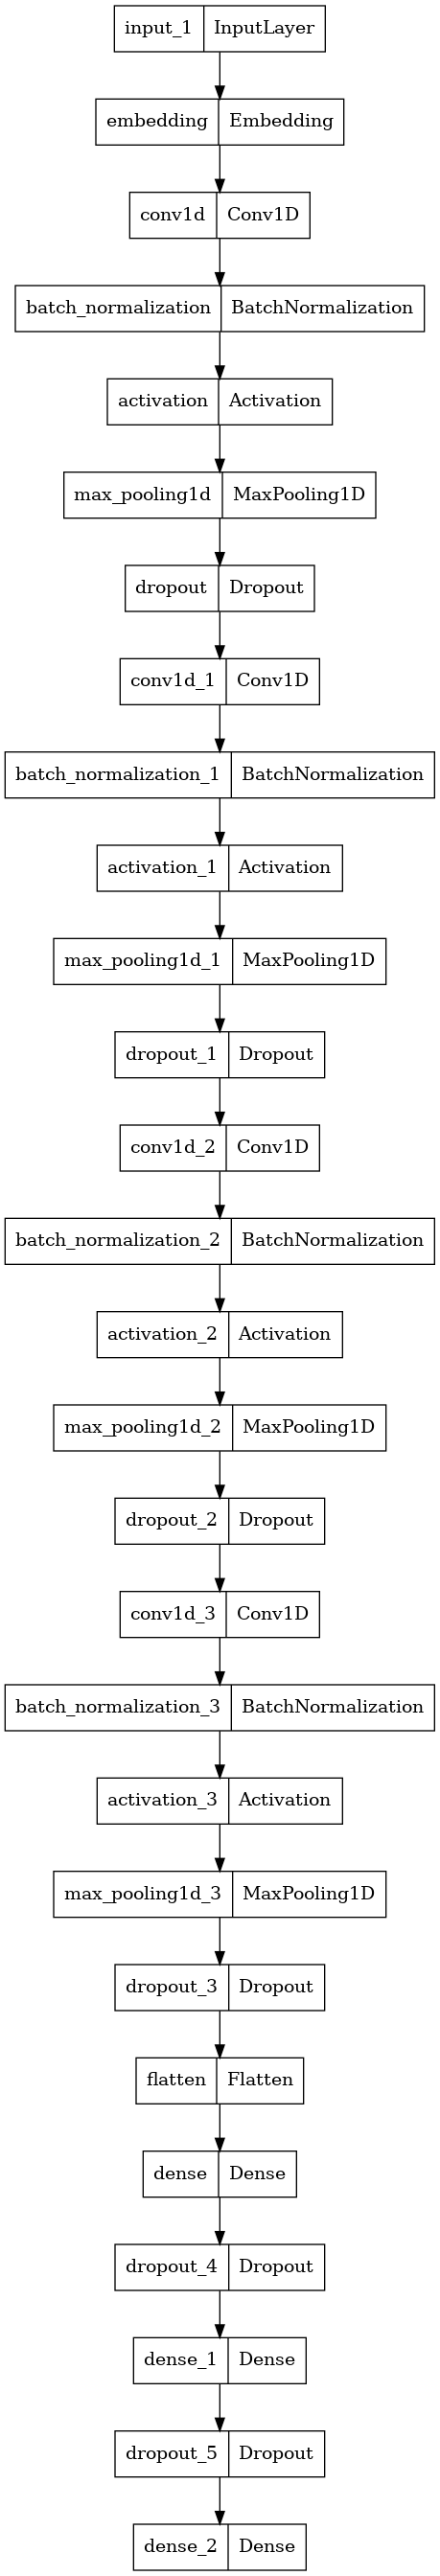 input_1 InputLayer
embedding Embedding
conv1d Conv1D
batch_normalization BatchNormalization
activation Activation
max_pooling1d MaxPooling1D
dropout Dropout
conv1d_1 Conv1D
batch_normalization_1 BatchNormalization
activation_1 Activation
max_pooling1d_1 MaxPooling1D
dropout_1 Dropout
conv1d_2 Conv1D
batch_normalization_2 BatchNormalization
activation_2 Activation
max_pooling1d_2 MaxPooling1D
dropout_2 Dropout
conv1d_3 Conv1D
batch_normalization_3 BatchNormalization
activation_3 Activation
max_pooling1d_3 MaxPooling1D
dropout_3 Dropout
flatten Flatten
dense Dense
dropout_4 Dropout
dense_1 Dense
dropout_5 Dropout
dense_2 Dense